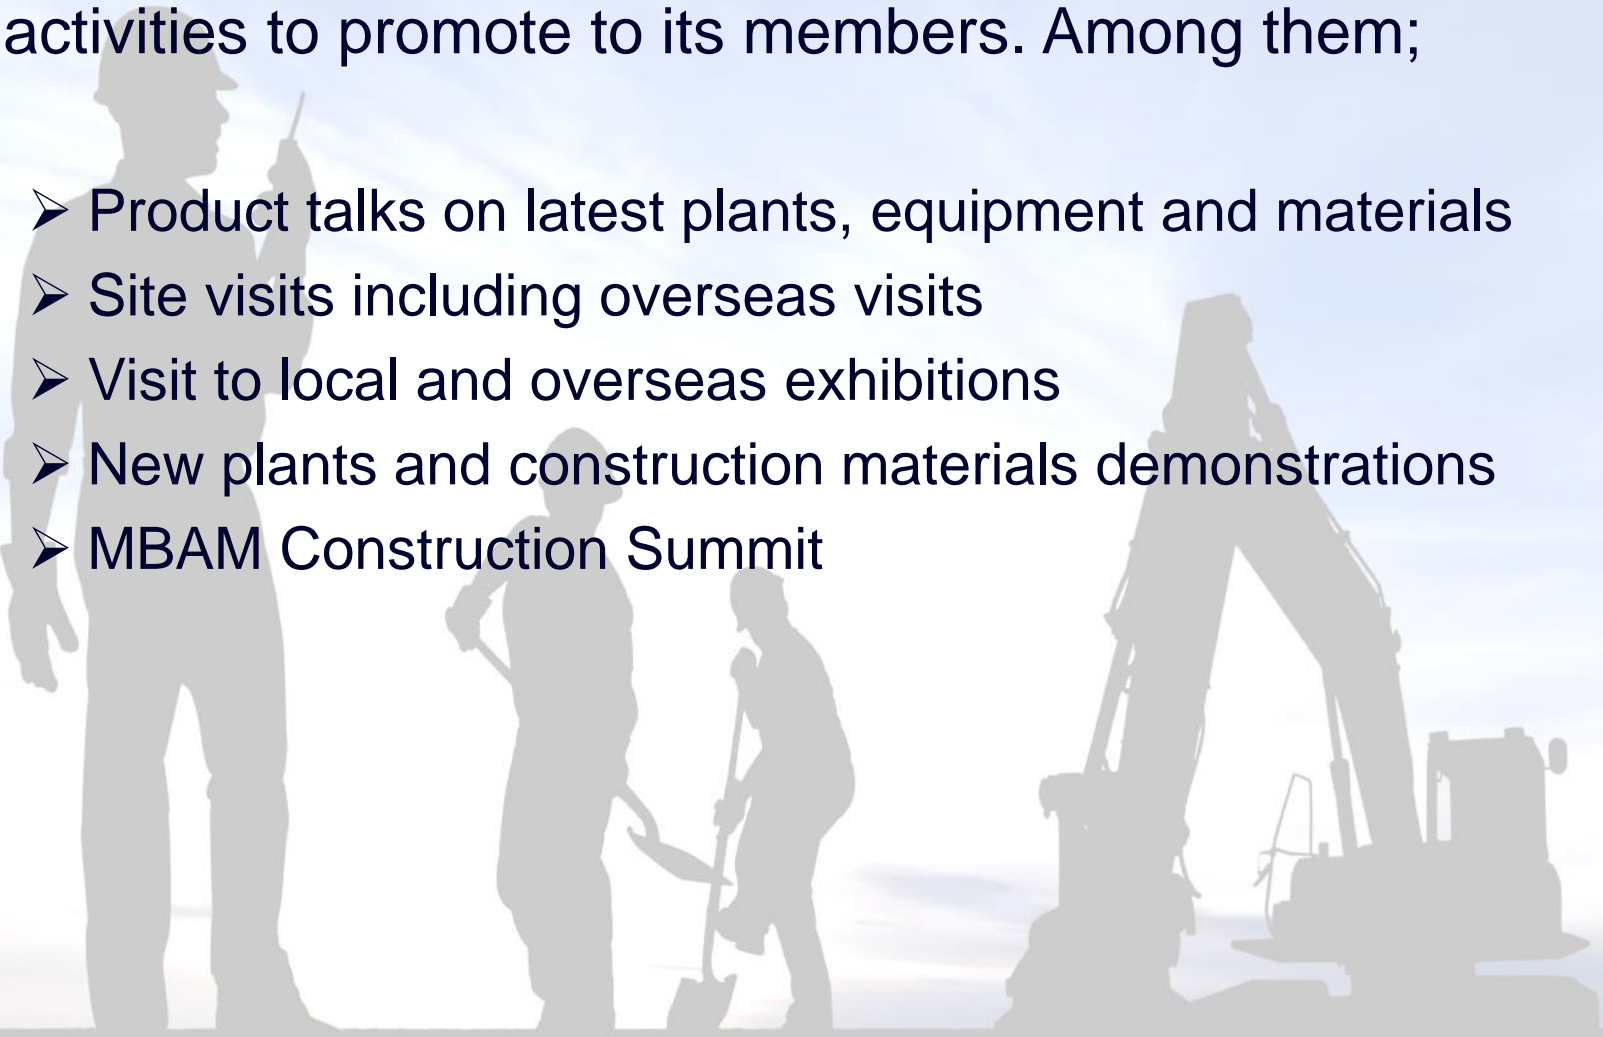 activities to promote to its members. Among them;
➢ Product talks on latest plants, equipment and materials
➢ Site visits including overseas visits
➢ Visit to local and overseas exhibitions
➢ New plants and construction materials demonstrations
➢ MBAM Construction Summit